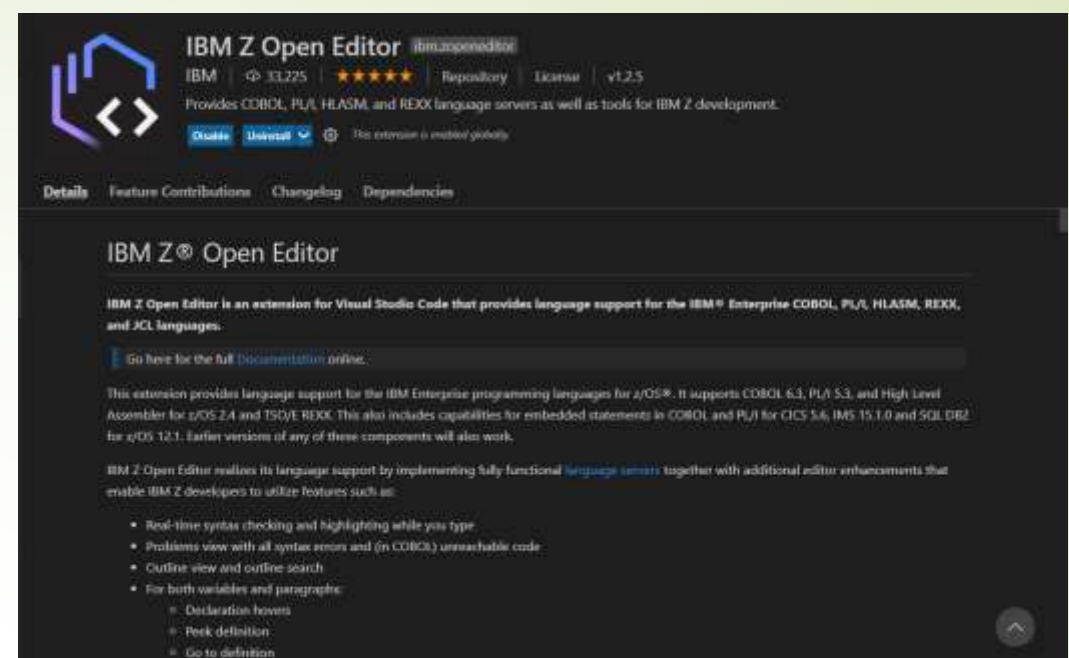 IBM Z Open Editor ibm.zopeneditor
IBM 33,225 Repository License v1.2.5
Provides COBOL, PL/I, HLASM, and REXX language servers as well as tools for IBM Z development.
Disable Uninstall This extension is enabled globally.
Details Feature Contributions Changelog Dependencies
IBM Z® Open Editor
IBM Z Open Editor is an extension for Visual Studio Code that provides language support for the IBM® Enterprise COBOL, PL/I, HLASM, REXX,
and JCL languages.
Go here for the full Documentation online.
This extension provides language support for the IBM Enterprise programming languages for z/OS®. It supports COBOL 6.3, PL/I 5.3, and High Level
Assembler for z/OS 2.4 and TSO/E REXX. This also includes capabilities for embedded statements in COBOL and PL/I for CICS 5.6, IMS 15.1.0 and SQL DB2
for z/OS 12.1. Earlier versions of any of these components will also work.
IBM Z Open Editor realizes its language support by implementing fully functional language servers together with additional editor enhancements that
enable IBM Z developers to utilize features such as:
• Real-time syntax checking and highlighting while you type
• Problems view with all syntax errors and (in COBOL) unreachable code
• Outline view and outline search
• For both variables and paragraphs:
Declaration hovers
Peek definition
Go to definition